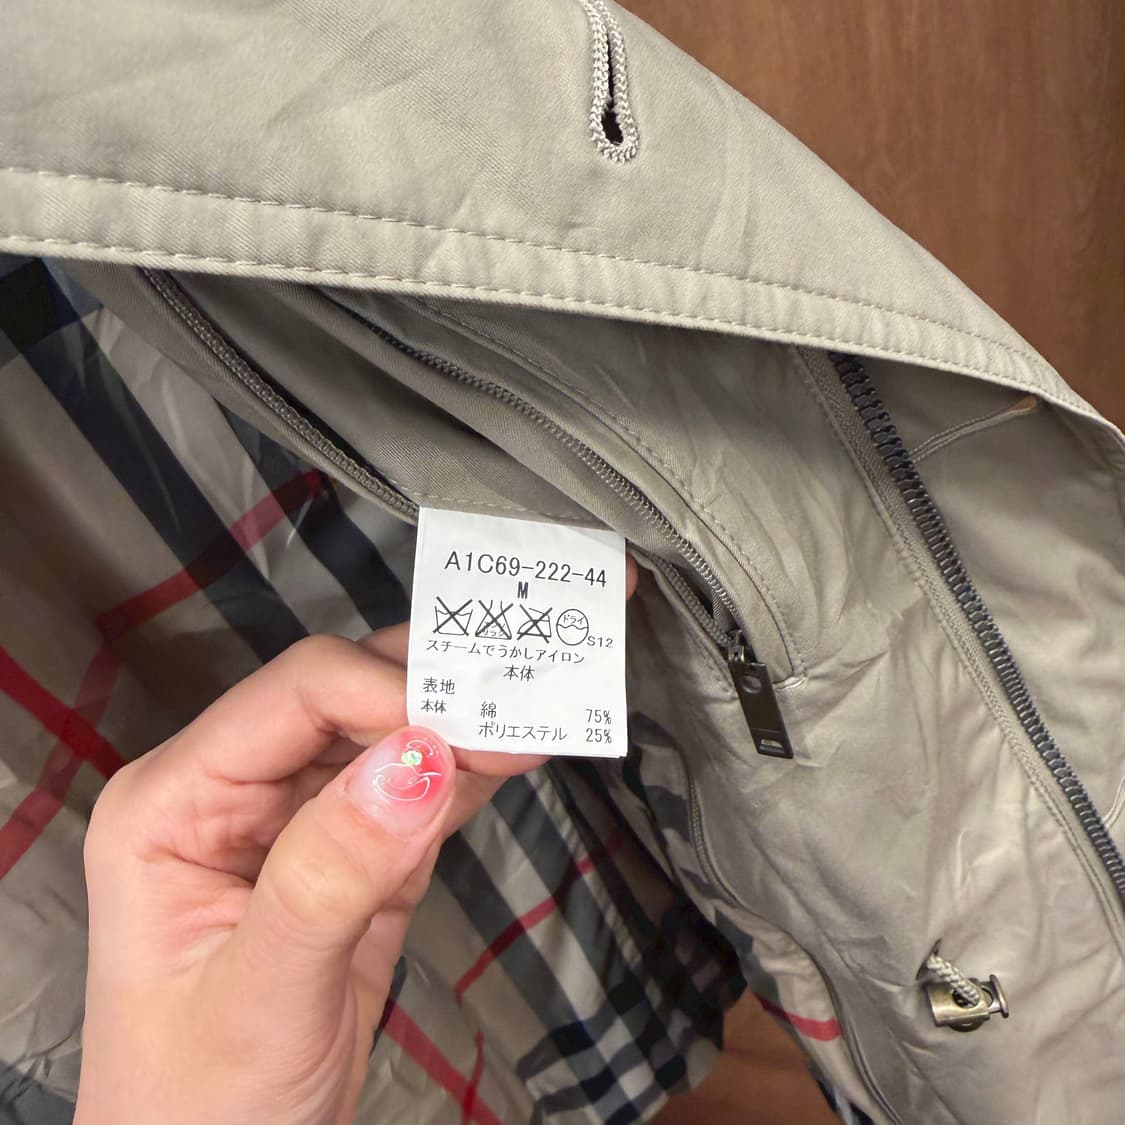 A1C69-222-44
M
ドライ
S12
スチームでうかしアイロン
本体
表地
本体 綿 75%
ポリエステル 25%